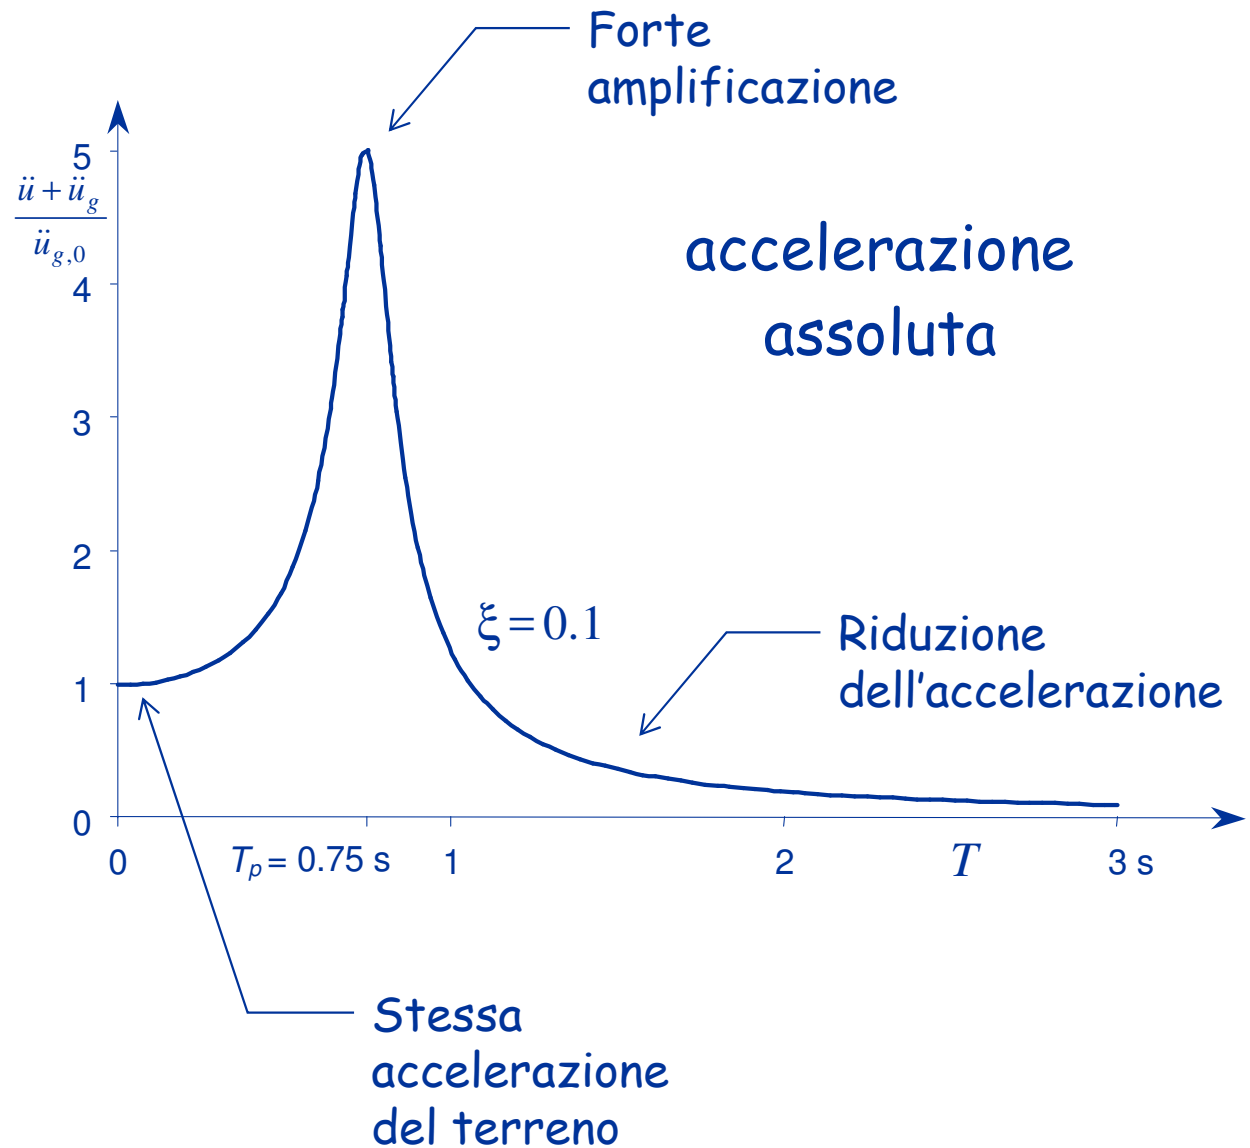 Forte
amplificazione
5
ü + ü_g
ü_{g,0}
4
accelerazione
assoluta
3
2
ξ = 0.1
Riduzione
dell'accelerazione
1
0
0 T_p = 0.75 s 1 2 T 3 s
Stessa
accelerazione
del terreno